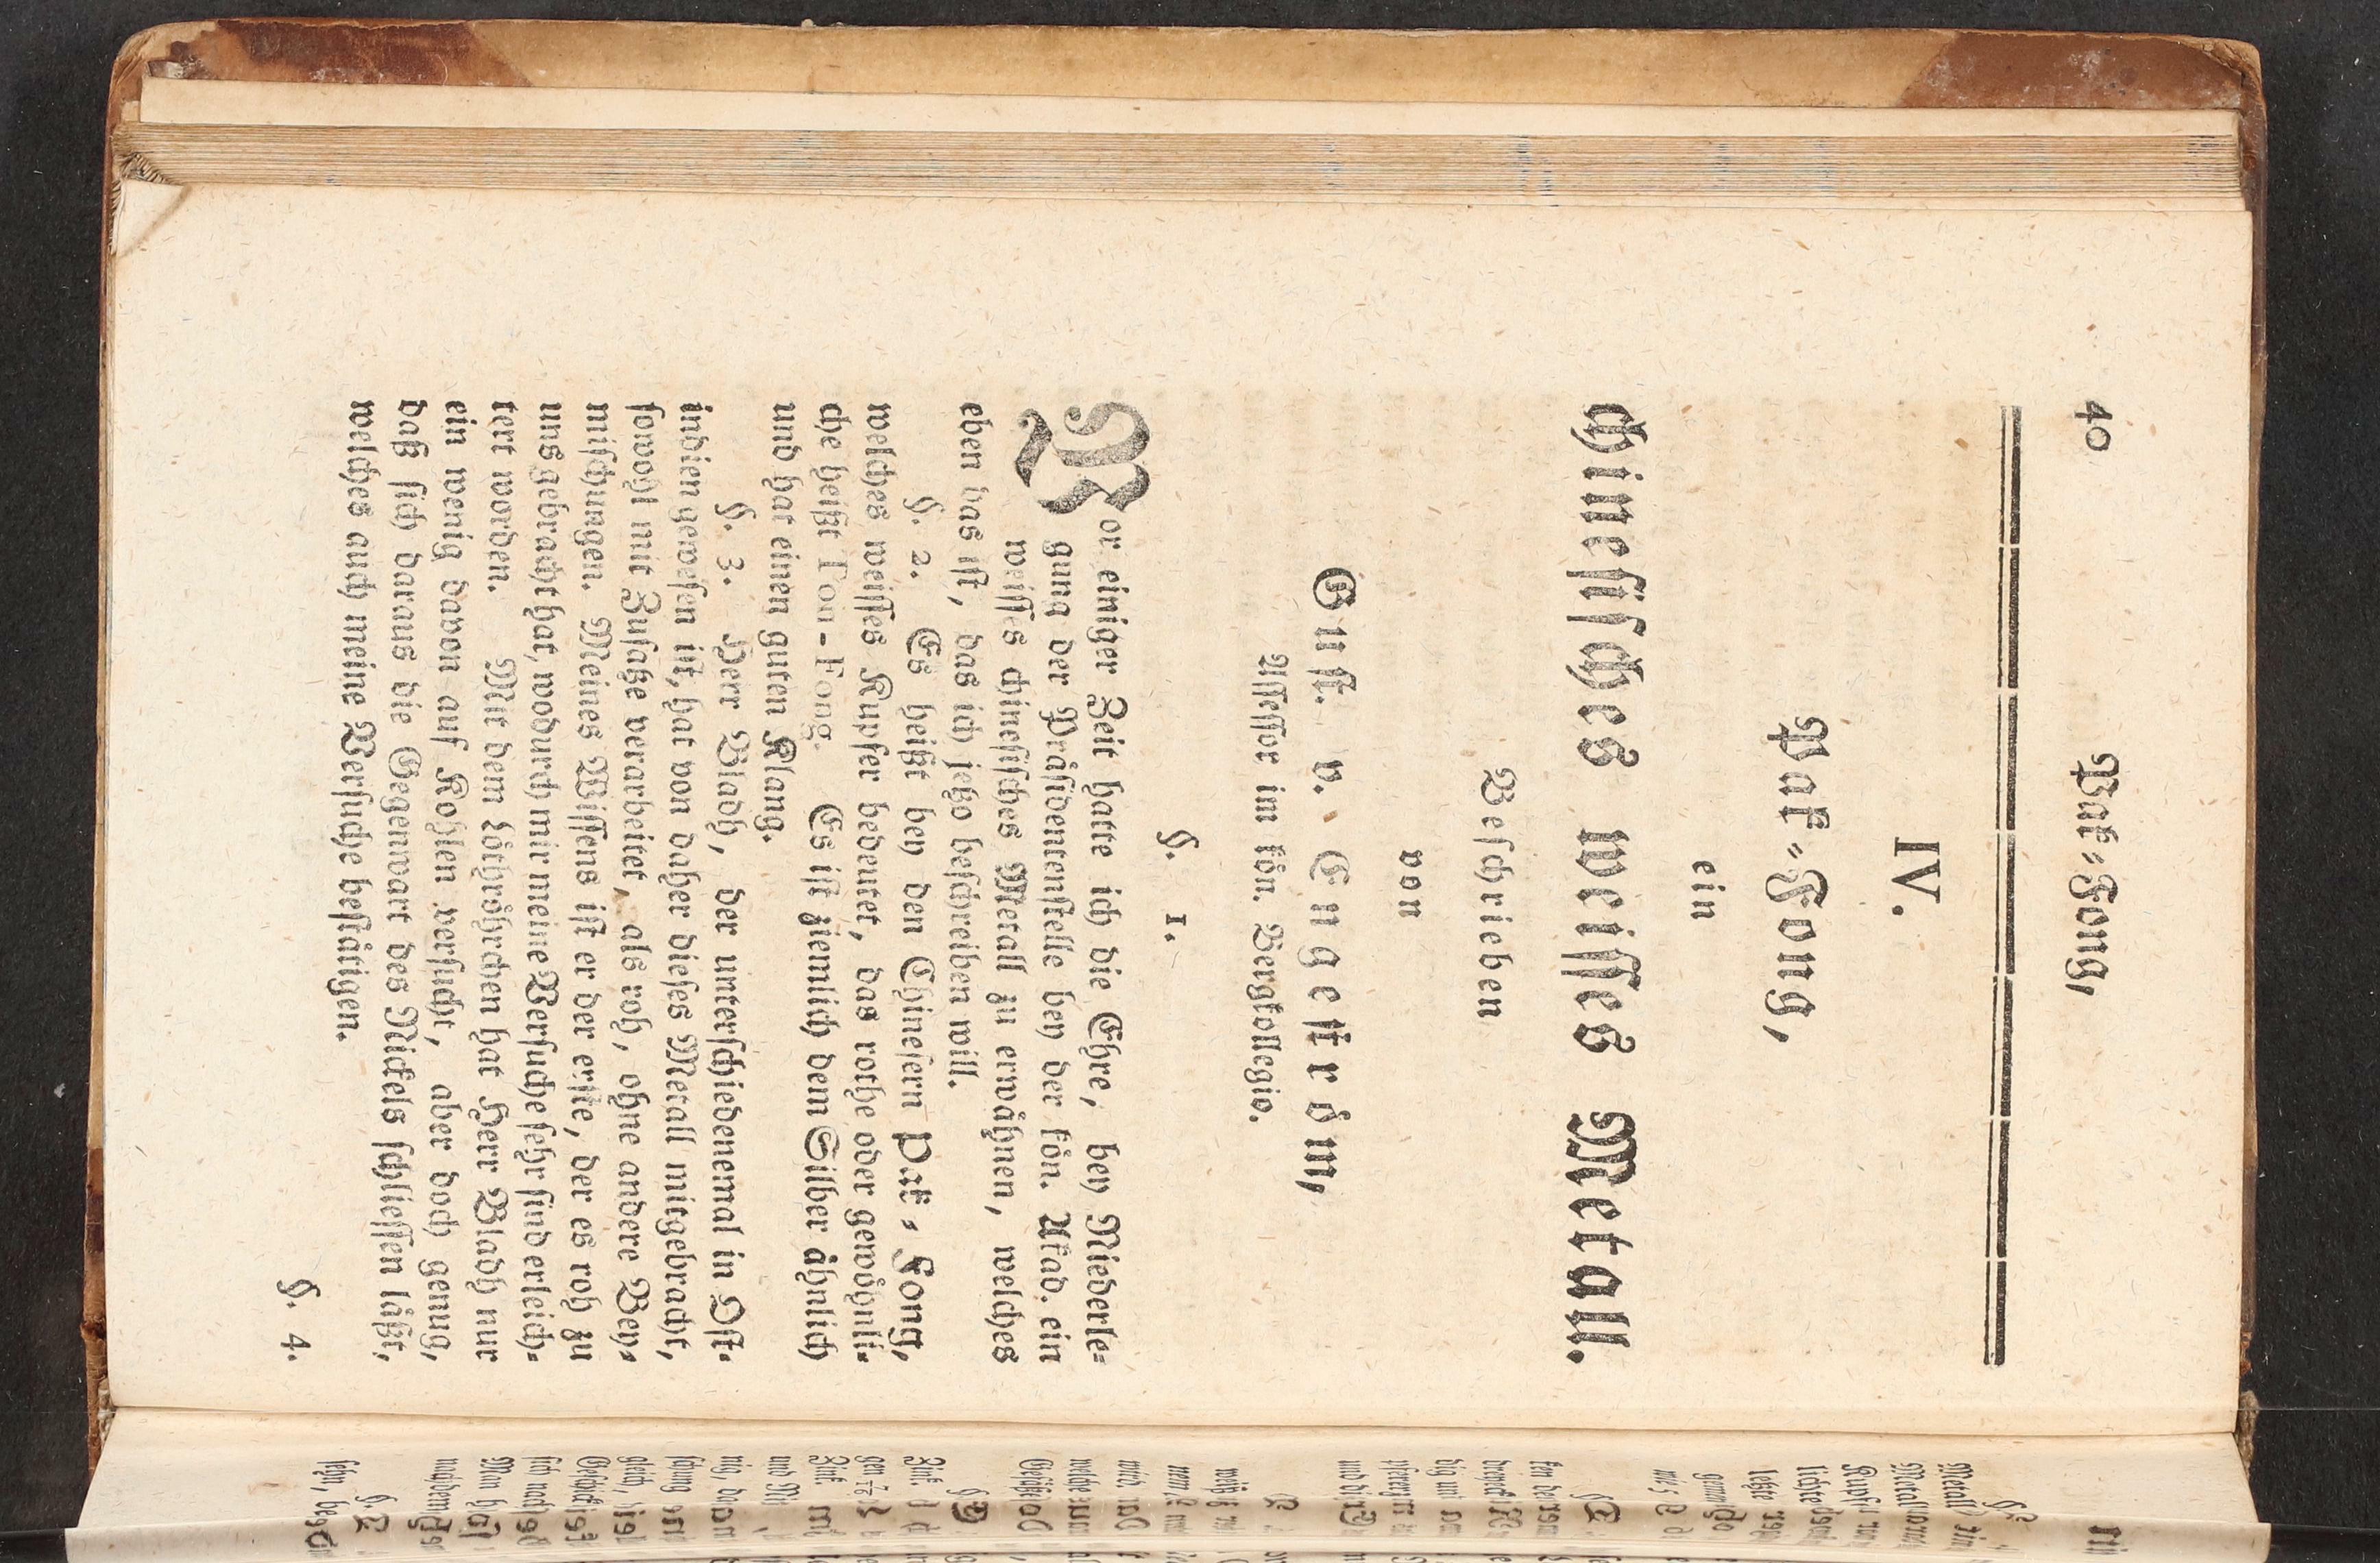 40
Pak-Fong,
IV.
Pak-Fong,
ein
chinesisches weisses Metall.
Beschrieben
von
Gust. v. Engeström,
Assessor im kön. Bergkollegio.
§. 1.
Vor einiger Zeit hatte ich die Ehre, bey Niederle-
gung der Präsidentenstelle bey der kön. Akad. ein
weisses chinesisches Metall zu erwähnen, welches
eben das ist, das ich jetzo beschreiben will.
§. 2. Es heißt bey den Chinesern Pak-Fong,
welches weisses Kupfer bedeutet, das rothe oder gewöhnli-
che heißt Tou-Fong. Es ist ziemlich dem Silber ähnlich
und hat einen guten Klang.
§. 3. Herr Bladh, der unterschiedenemal in Ost-
indien gewesen ist, hat von daher dieses Metall mitgebracht,
sowohl mit Zusatze verarbeitet, als roh, ohne andere Bey-
mischungen. Meines Wissens ist er der erste, der es roh zu
uns gebracht hat, wodurch mir meine Versuche sehr sind erleich-
tert worden. Mit dem Löthröhrchen hat Herr Bladh nur
ein wenig davon auf Kohlen versucht, aber doch genug,
daß sich daraus die Gegenwart des Nickels schliessen läßt,
welches auch meine Versuche bestätigen.
§. 4.